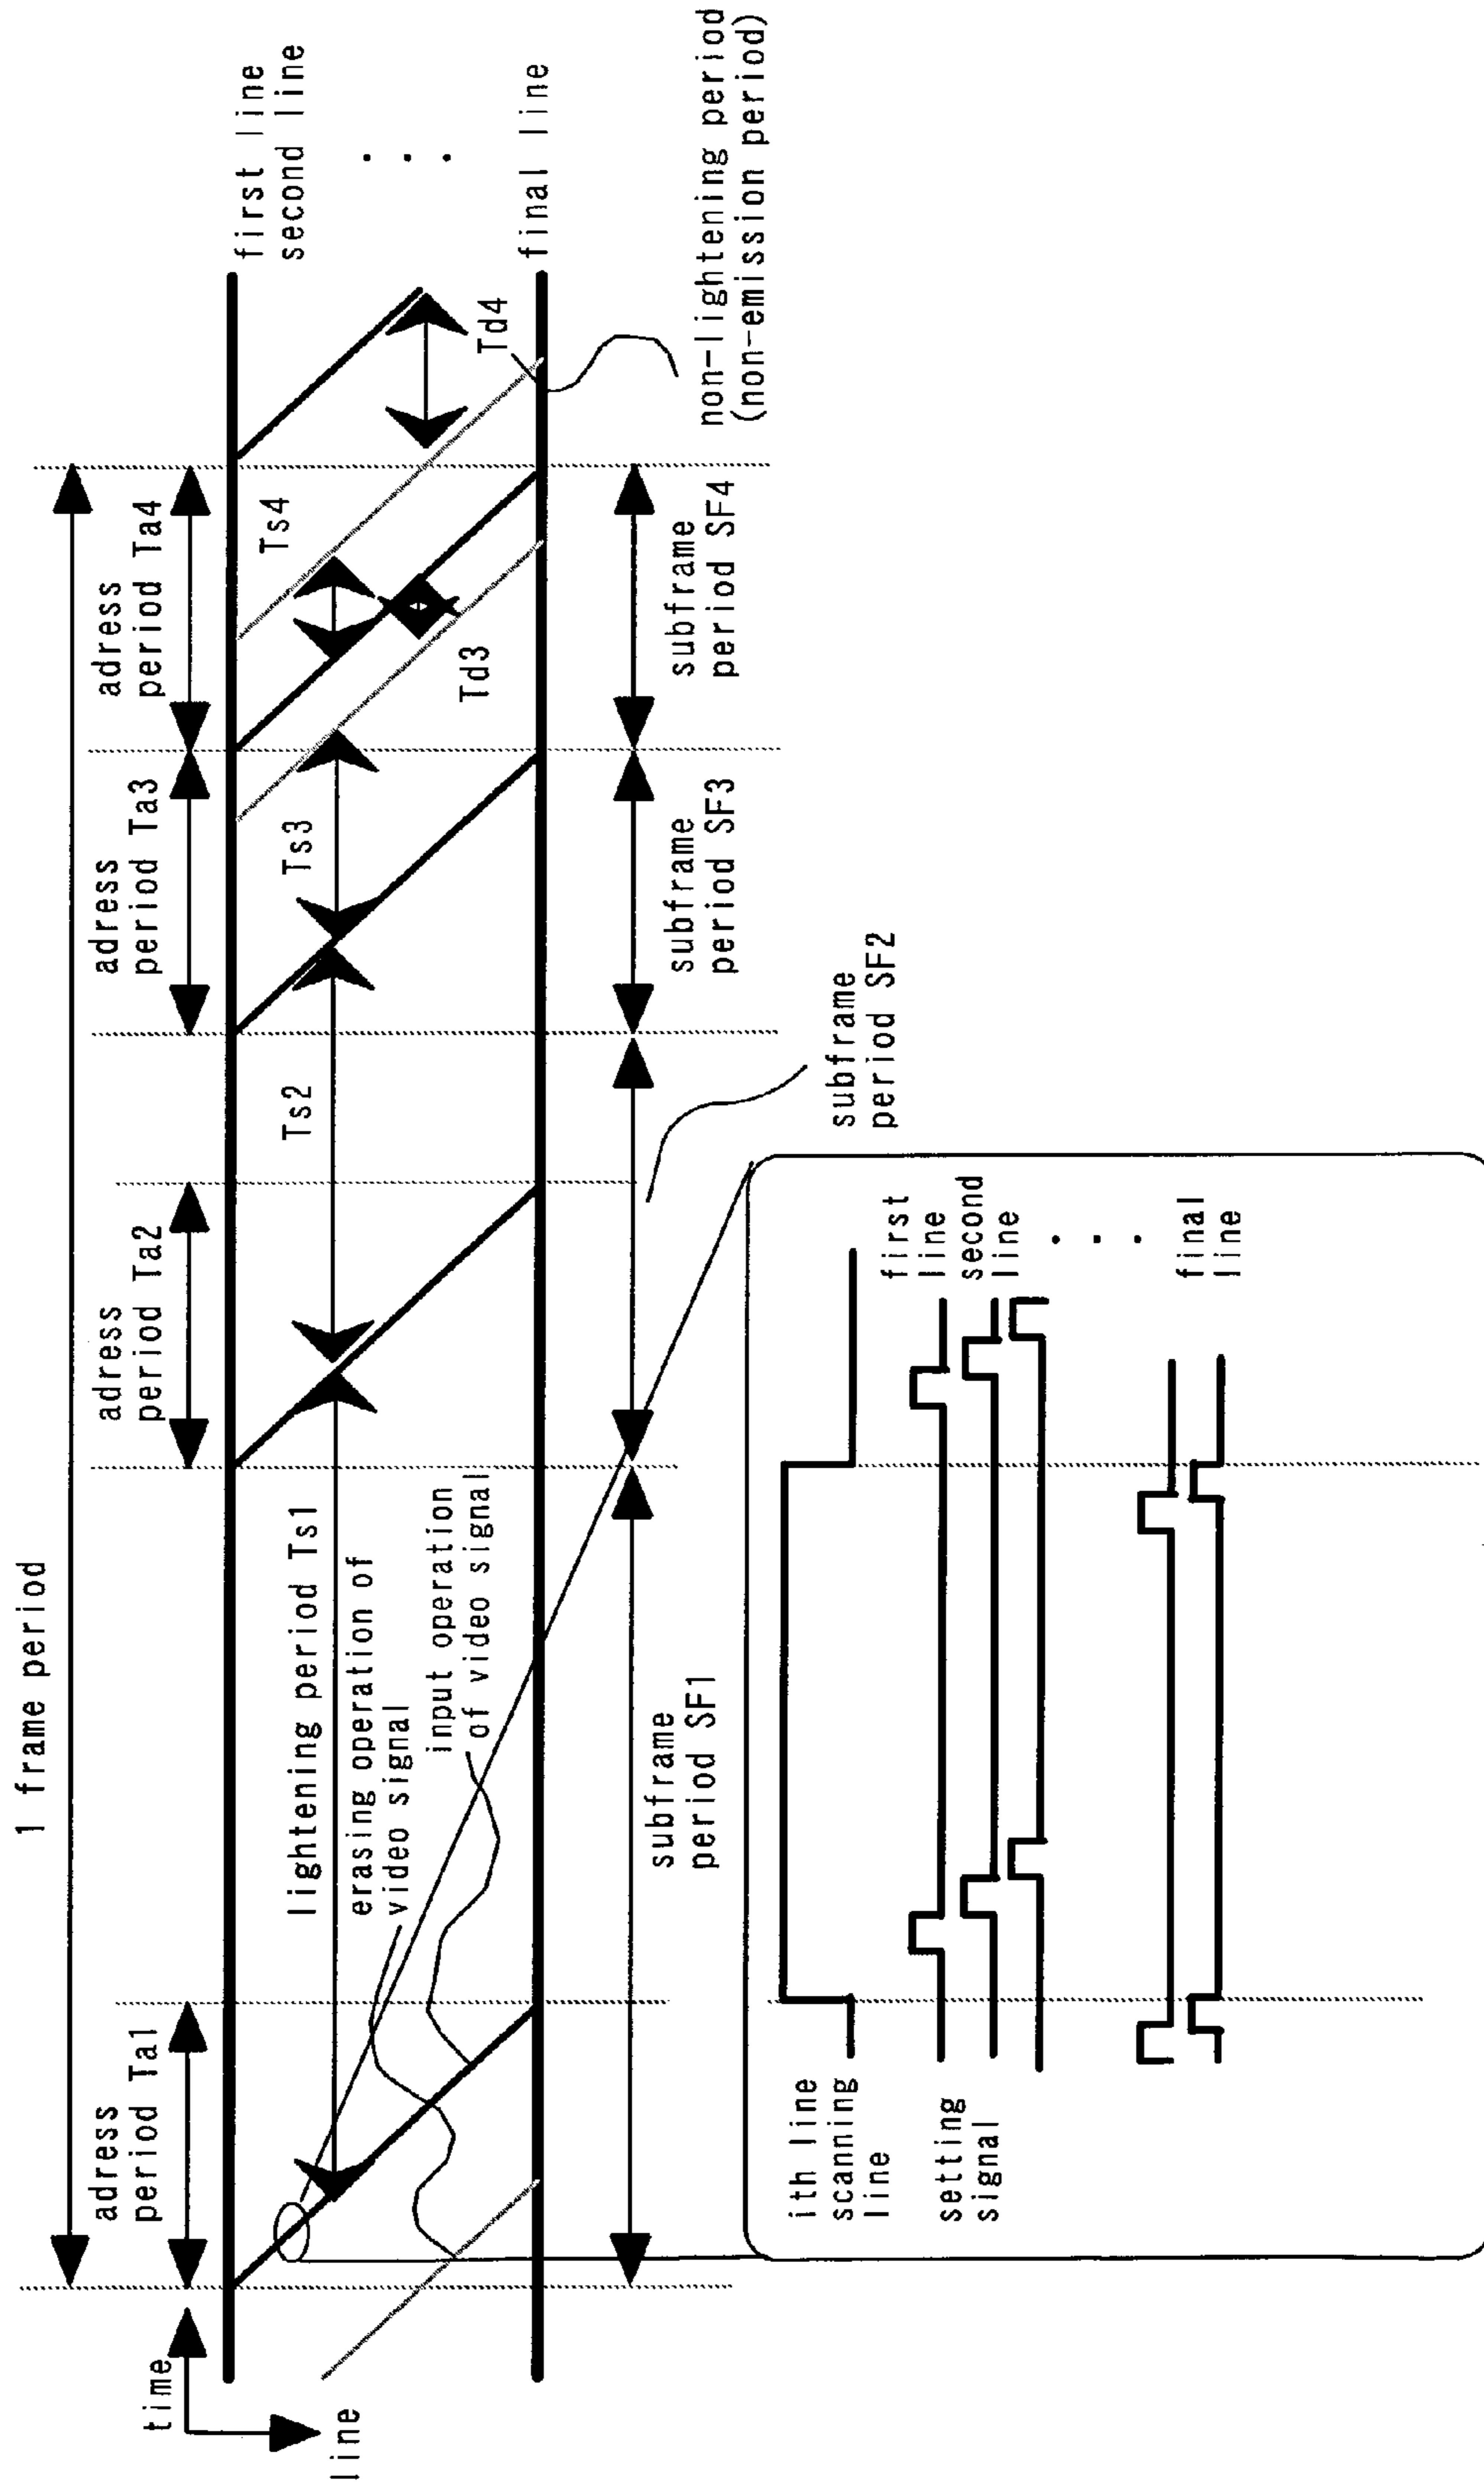 1 frame period
adress
period Ta1
adress
period Ta2
adress
period Ta3
adress
period Ta4
time
line
first line
second line
. . .
final line
lightening period Ts1
erasing operation of
video signal
input operation
of video signal
Ts2
Ts3
Ts4
Td3
Td4
non-lightening period
(non-emission period)
subframe
period SF1
subframe
period SF2
subframe
period SF3
subframe
period SF4
ith line
scanning
line
setting
signal
first
line
second
line
. . .
final
line